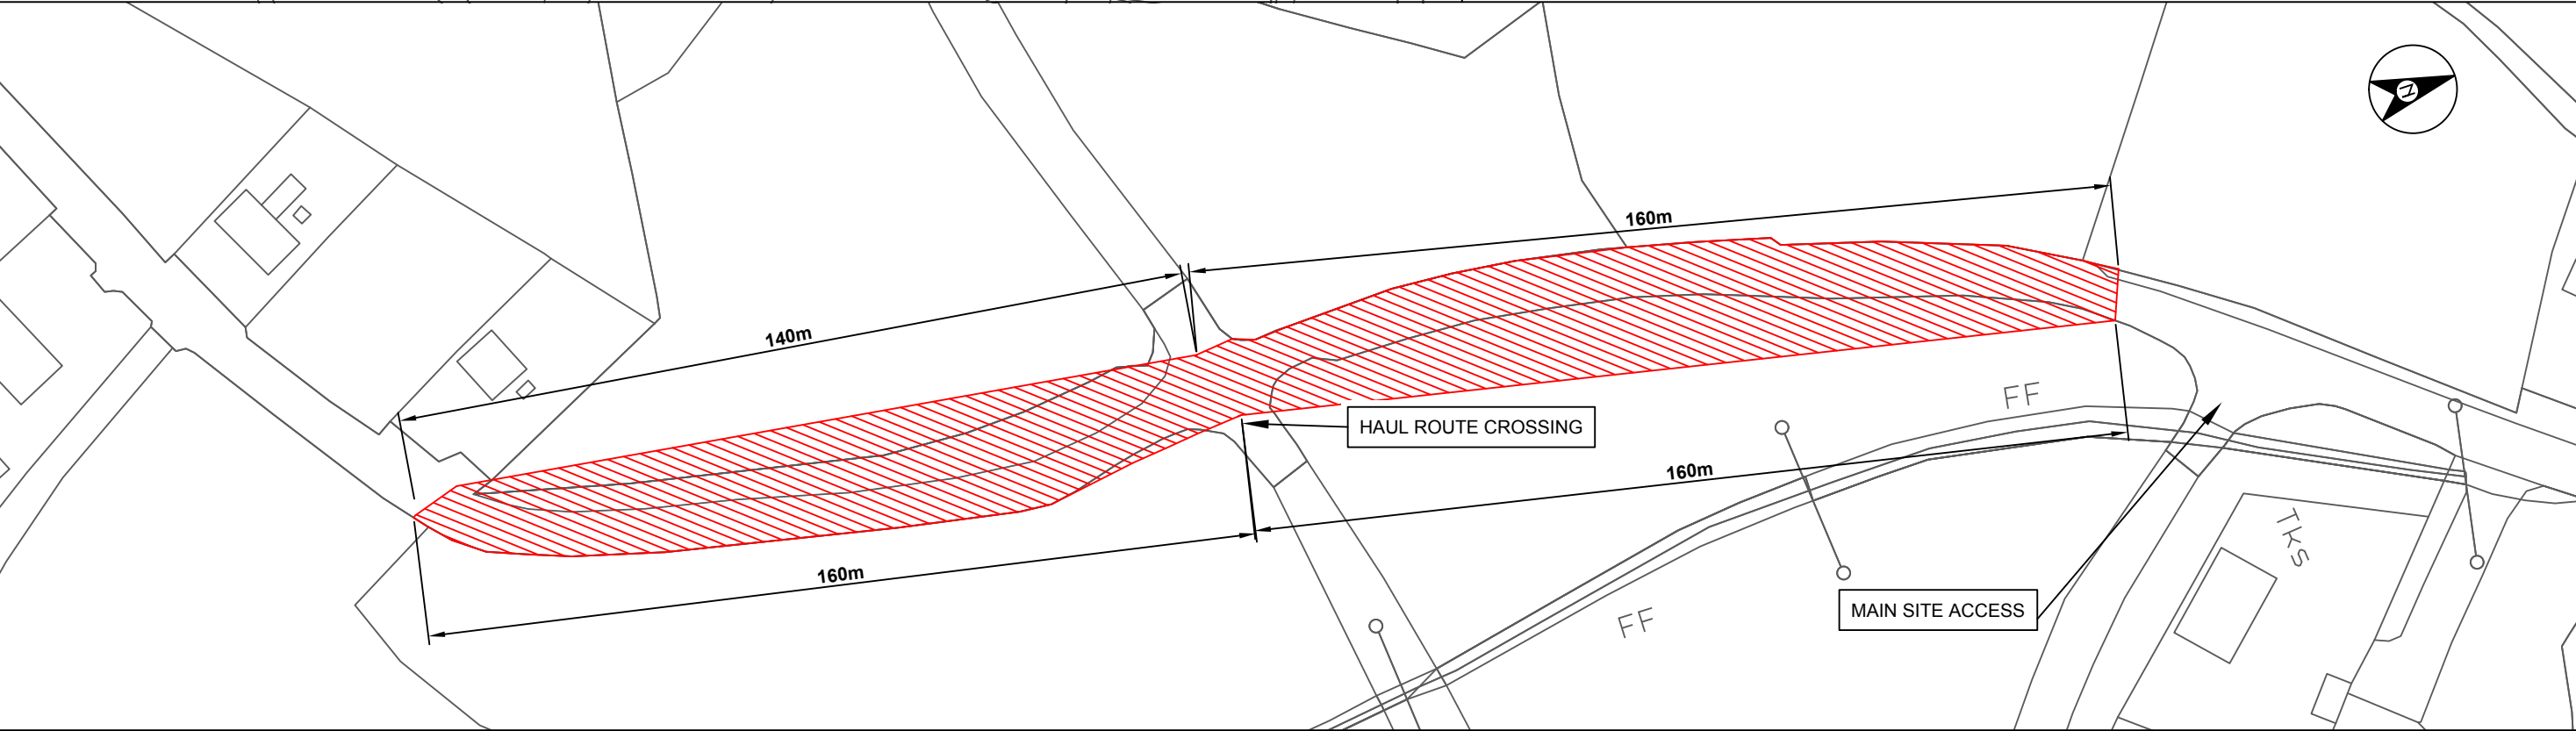 N
160m
140m
FF
HAUL ROUTE CROSSING
160m
Tks
160m
MAIN SITE ACCESS
FF